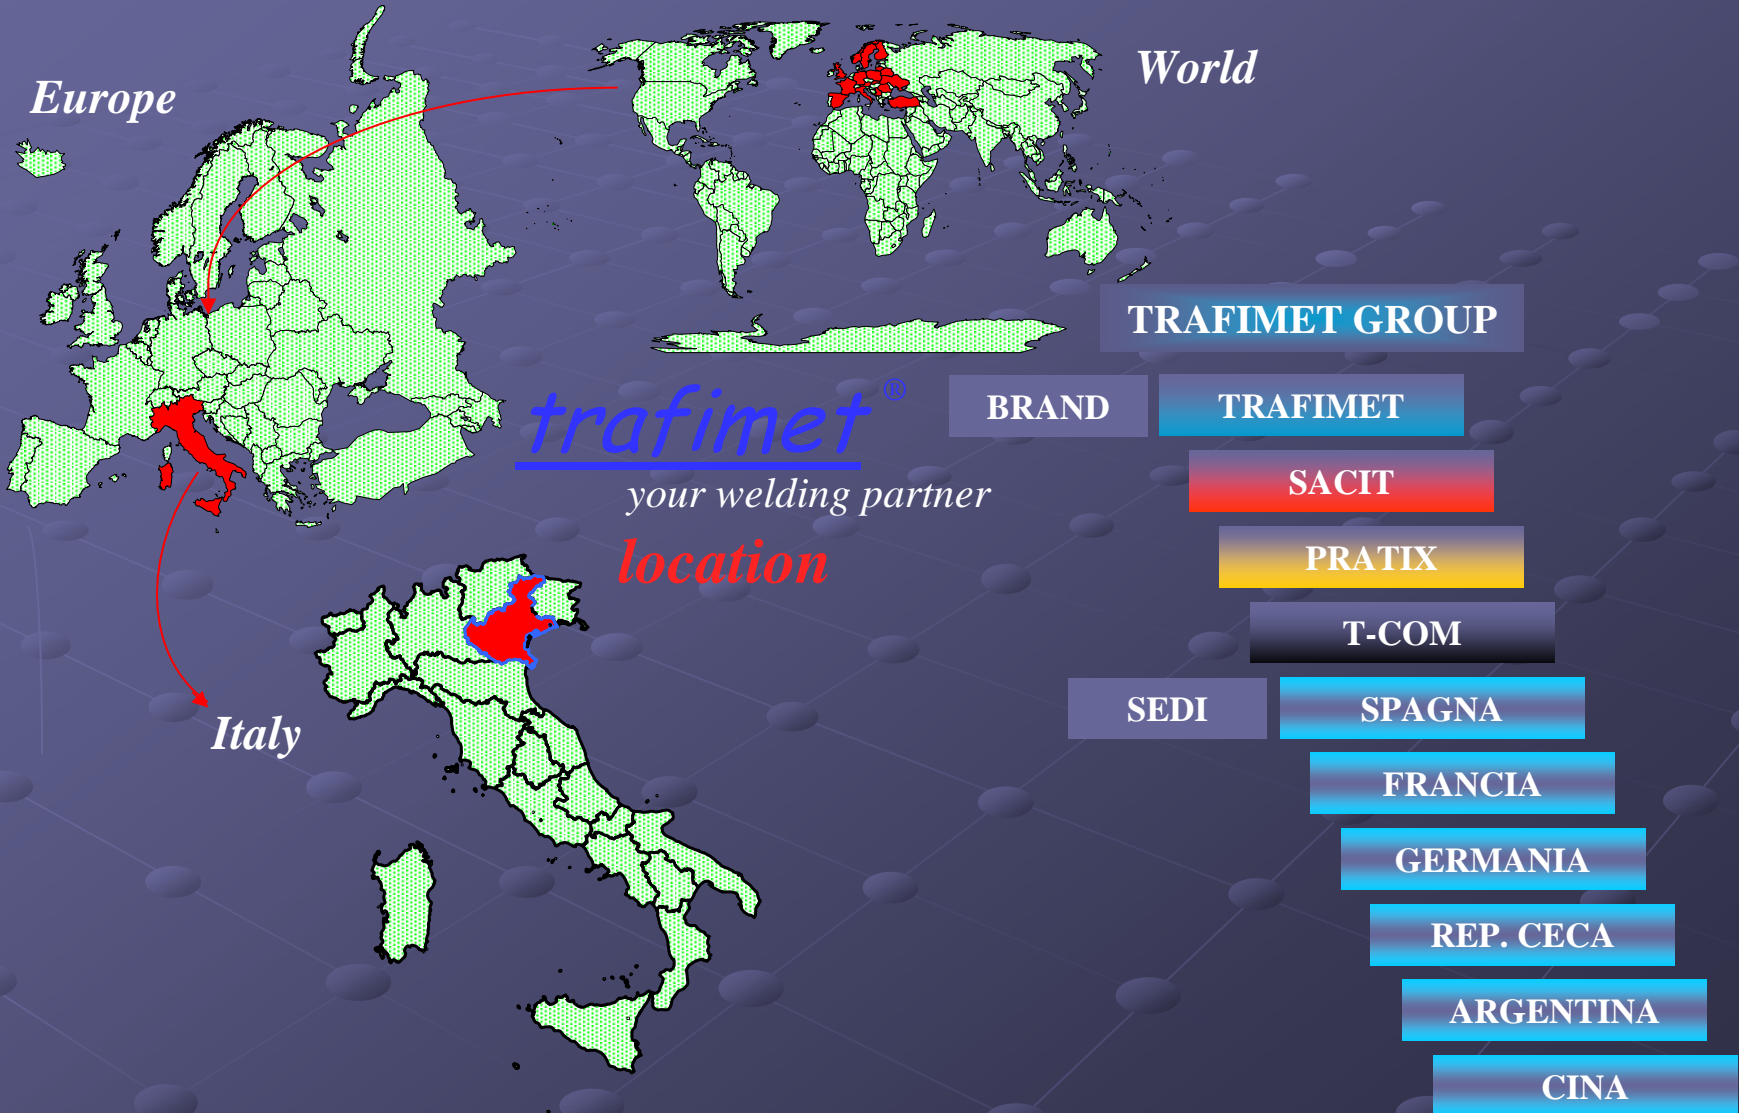 World
Europe
TRAFIMET GROUP
trafimet®
BRAND
TRAFIMET
SACIT
your welding partner
PRATIX
location
T-COM
SEDI
SPAGNA
Italy
FRANCIA
GERMANIA
REP. CECA
ARGENTINA
CINA